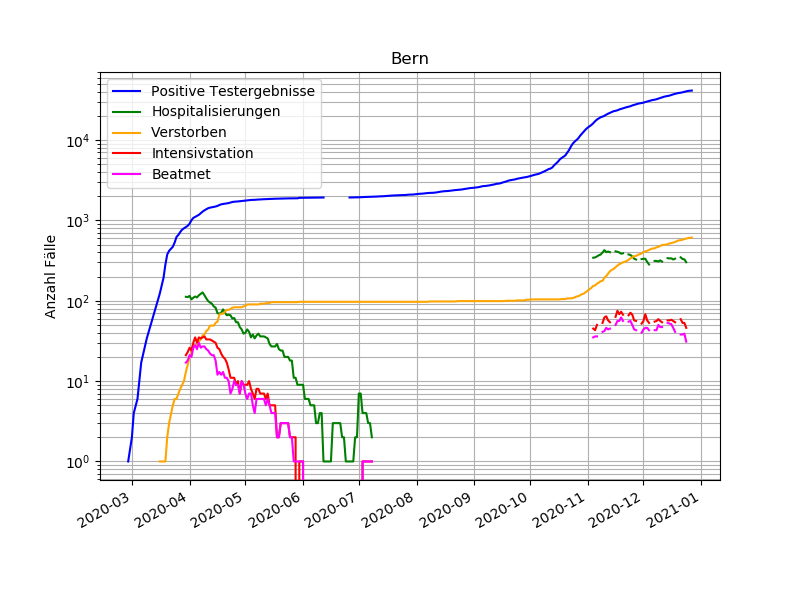 Bern
Positive Testergebnisse
Hospitalisierungen
Verstorben
Intensivstation
Beatmet
Anzahl Fälle
10^4
10^3
10^2
10^1
10^0
2020-03
2020-04
2020-05
2020-06
2020-07
2020-08
2020-09
2020-10
2020-11
2020-12
2021-01